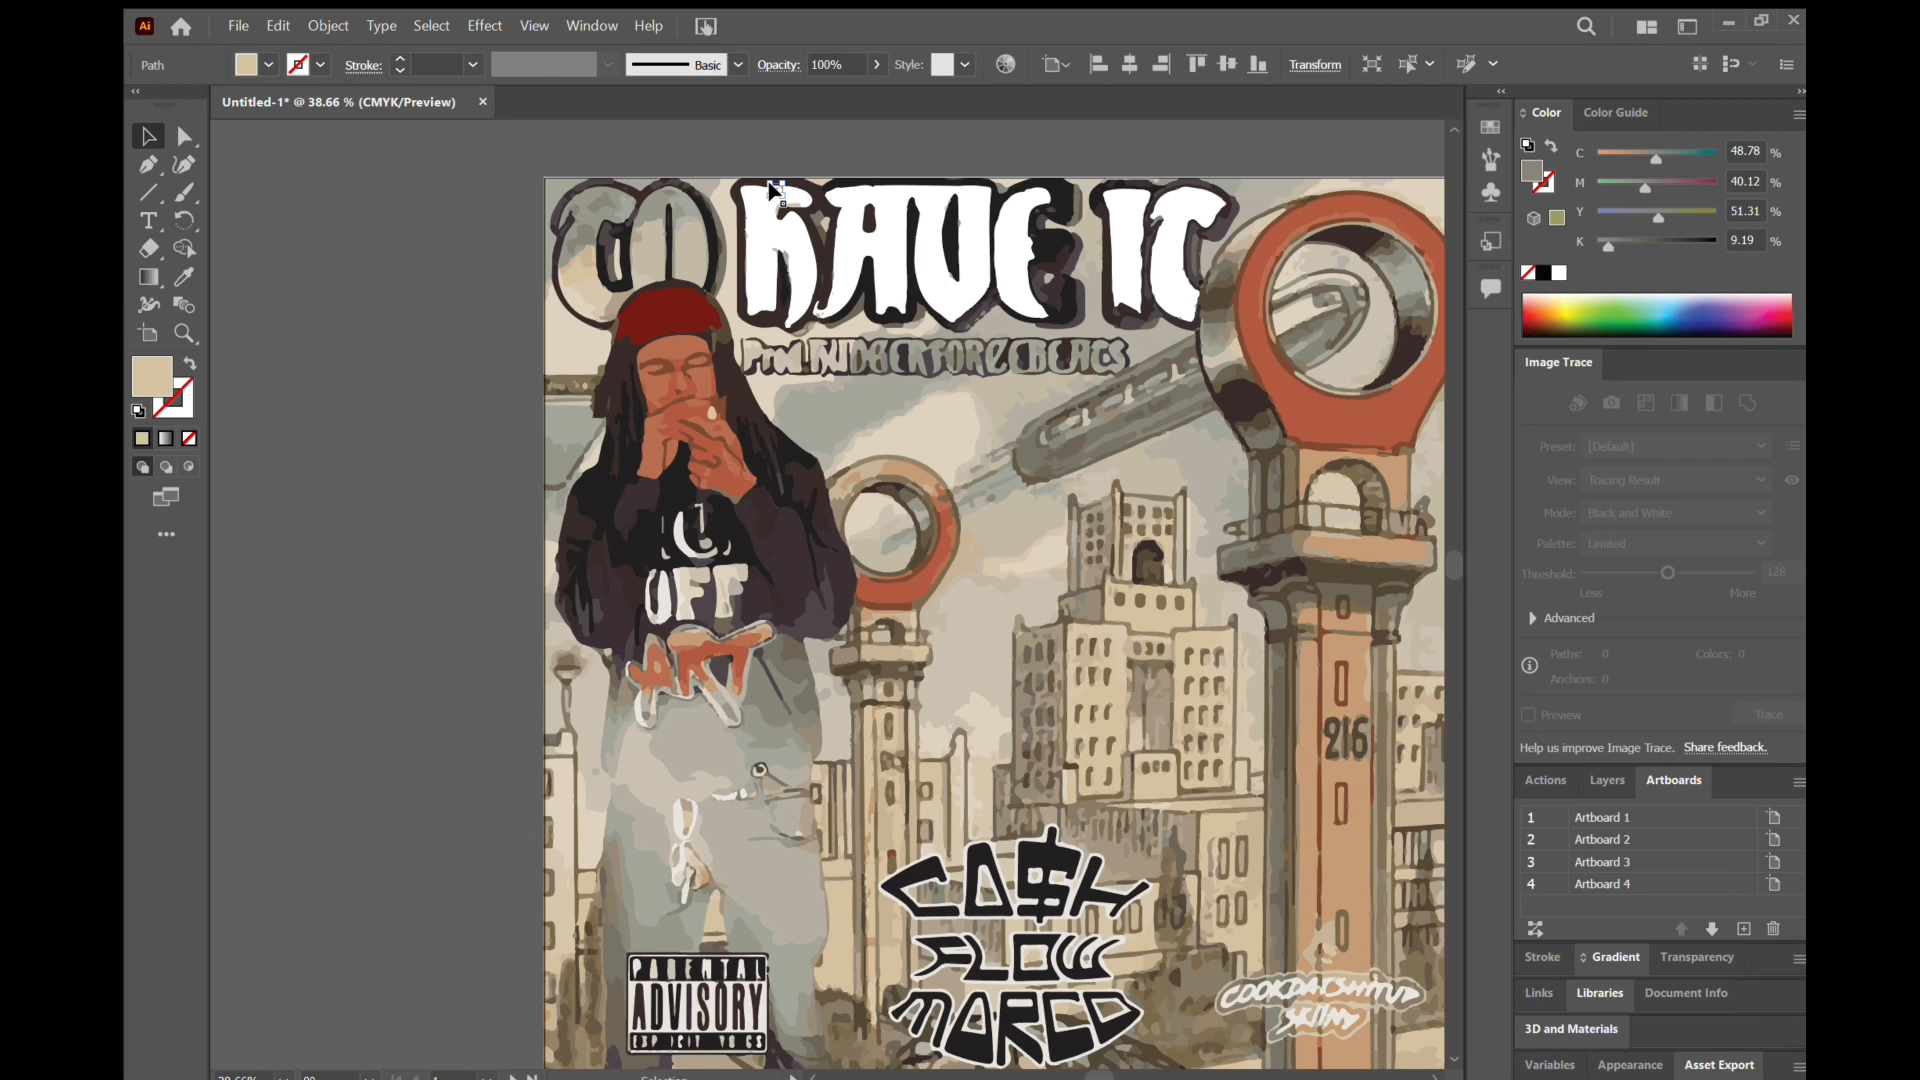 Ai File Edit Object Type Select Effect View Window Help
Path Stroke: Basic Opacity: 100% Style: Transform
Untitled-1* @ 38.66 % (CMYK/Preview)
Color Color Guide
C 48.78 %
M 40.12 %
Y 51.31 %
K 9.19 %
Image Trace
Preset: [Default]
View: Tracing Result
Mode: Black and White
Palette: Limited
Threshold: 128
Less More
Advanced
Paths: 0 Colors: 0
Anchors: 0
Preview Trace
Help us improve Image Trace. Share feedback.
Actions Layers Artboards
1 Artboard 1
2 Artboard 2
3 Artboard 3
4 Artboard 4
Stroke Gradient Transparency
Links Libraries Document Info
3D and Materials
Variables Appearance Asset Export
HAVE IT
Prod.
UFF
216
CA$H
FLOW
MARCO
PARENTAL
ADVISORY
COOKDATSHITUP